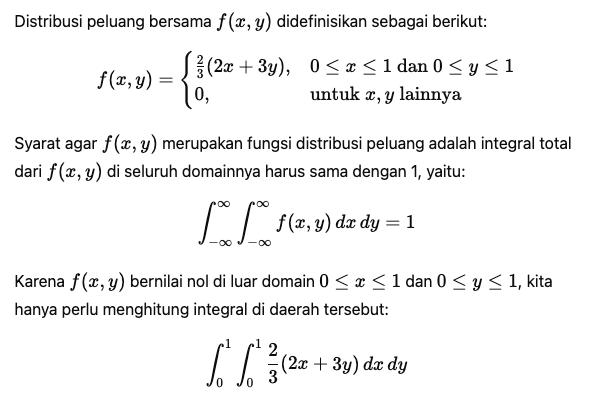 Distribusi peluang bersama f(x, y) didefinisikan sebagai berikut:
f(x, y) = { 2/3 (2x + 3y), 0 ≤ x ≤ 1 dan 0 ≤ y ≤ 1
0, untuk x, y lainnya
Syarat agar f(x, y) merupakan fungsi distribusi peluang adalah integral total
dari f(x, y) di seluruh domainnya harus sama dengan 1, yaitu:
∫_{-∞}^{∞} ∫_{-∞}^{∞} f(x, y) dx dy = 1
Karena f(x, y) bernilai nol di luar domain 0 ≤ x ≤ 1 dan 0 ≤ y ≤ 1, kita
hanya perlu menghitung integral di daerah tersebut:
∫_0^1 ∫_0^1 2/3 (2x + 3y) dx dy